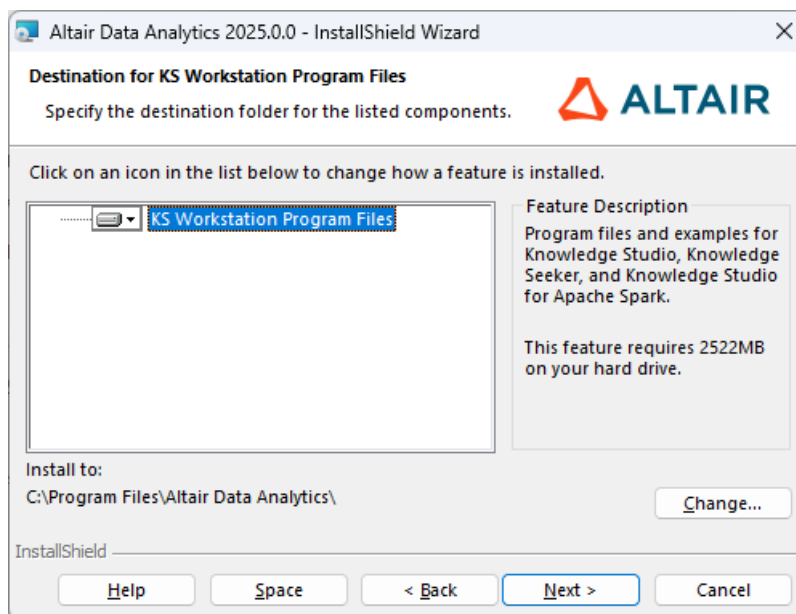 Altair Data Analytics 2025.0.0 - InstallShield Wizard
Destination for KS Workstation Program Files
Specify the destination folder for the listed components.
ALTAIR
Click on an icon in the list below to change how a feature is installed.
KS Workstation Program Files
Feature Description
Program files and examples for
Knowledge Studio, Knowledge
Seeker, and Knowledge Studio
for Apache Spark.
This feature requires 2522MB
on your hard drive.
Install to:
C:\Program Files\Altair Data Analytics\
Change...
InstallShield
Help
Space
< Back
Next >
Cancel